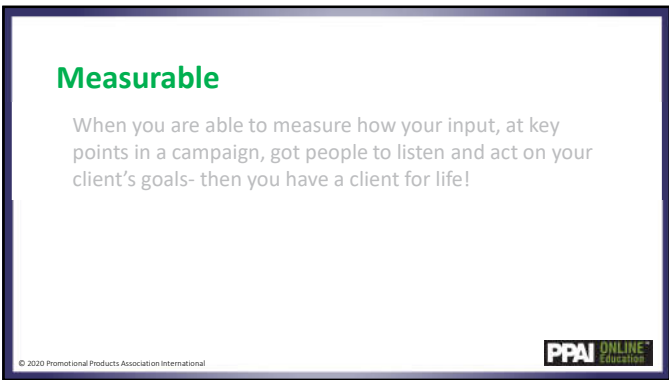 Measurable
When you are able to measure how your input, at key
points in a campaign, got people to listen and act on your
client's goals- then you have a client for life!
© 2020 Promotional Products Association International
PPAI ONLINE
Education